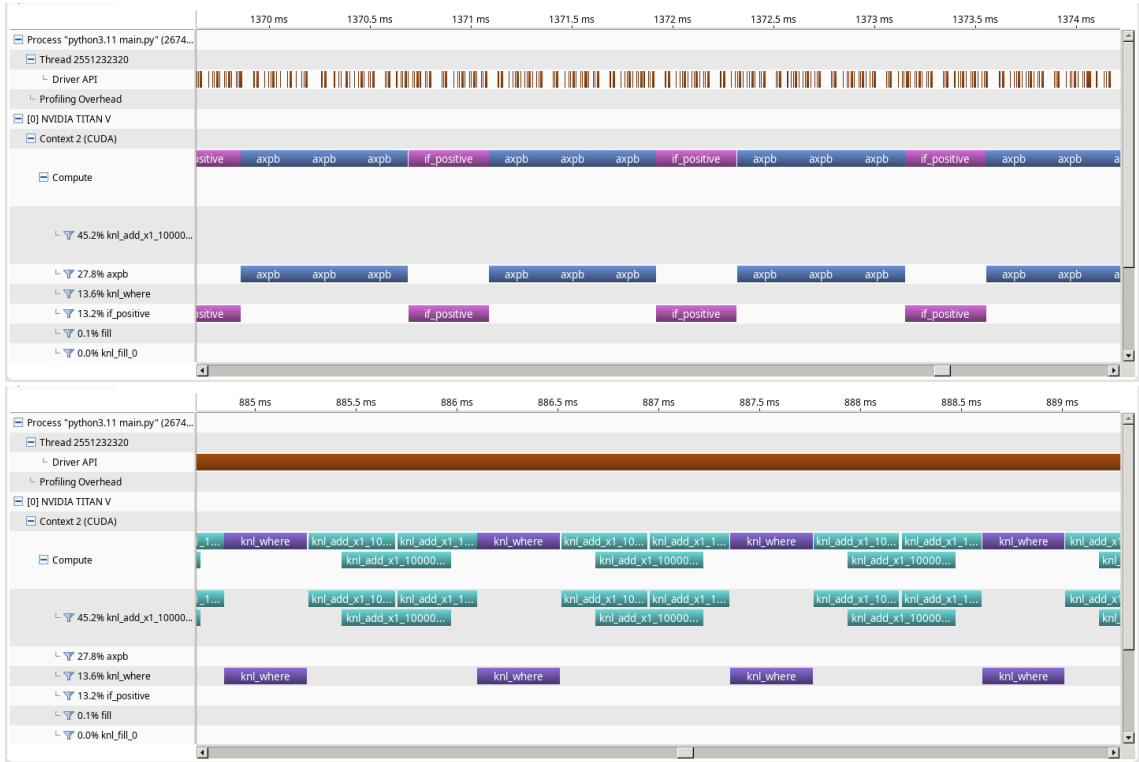 1370 ms 1370.5 ms 1371 ms 1371.5 ms 1372 ms 1372.5 ms 1373 ms 1373.5 ms 1374 ms
Process "python3.11 main.py" (2674...
Thread 2551232320
Driver API
Profiling Overhead
[0] NVIDIA TITAN V
Context 2 (CUDA)
ositive axpb axpb axpb if_positive axpb axpb axpb if_positive axpb axpb axpb if_positive axpb axpb a
Compute
45.2% knl_add_x1_10000...
27.8% axpb axpb axpb axpb axpb axpb axpb axpb axpb axpb axpb axpb a
13.6% knl_where
13.2% if_positive ositive if_positive if_positive if_positive
0.1% fill
0.0% knl_fill_0
885 ms 885.5 ms 886 ms 886.5 ms 887 ms 887.5 ms 888 ms 888.5 ms 889 ms
Process "python3.11 main.py" (2674...
Thread 2551232320
Driver API
Profiling Overhead
[0] NVIDIA TITAN V
Context 2 (CUDA)
_1... knl_where knl_add_x1_10... knl_add_x1_1... knl_where knl_add_x1_10... knl_add_x1_1... knl_where knl_add_x1_10... knl_add_x1_1... knl_where knl_add_x1
Compute knl_add_x1_10000... knl_add_x1_10000... knl_add_x1_10000... knl_
_1... knl_add_x1_10... knl_add_x1_1... knl_add_x1_10... knl_add_x1_1... knl_add_x1_10... knl_add_x1_1... knl_add_x1
45.2% knl_add_x1_10000... knl_add_x1_10000... knl_add_x1_10000... knl_add_x1_10000... knl_
27.8% axpb
13.6% knl_where knl_where knl_where knl_where knl_where
13.2% if_positive
0.1% fill
0.0% knl_fill_0